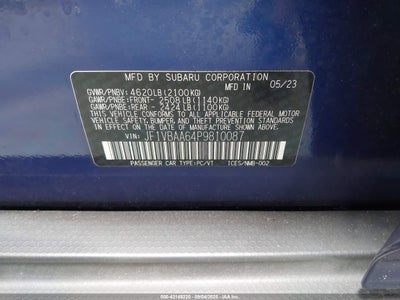 MFD BY SUBARU CORPORATION 05/23
GVWR/PNBV: 4620LB(2100KG)
GAWR/PNBE:FRONT- 2508LB(1140KG)
GAWR/PNBE:REAR - 2424LB(1100KG)
THIS VEHICLE CONFORMS TO ALL APPLICABLE FEDERAL
MOTOR VEHICLE SAFETY, BUMPER, AND THEFT PREVENTION
STANDARDS IN EFFECT ON THE DATE OF MANUFACTURE
SHOWN ABOVE.
VIN: JF1VBAA64P9810087
PASSENGER CAR TYPE:PC/VT ICES/NMB-002